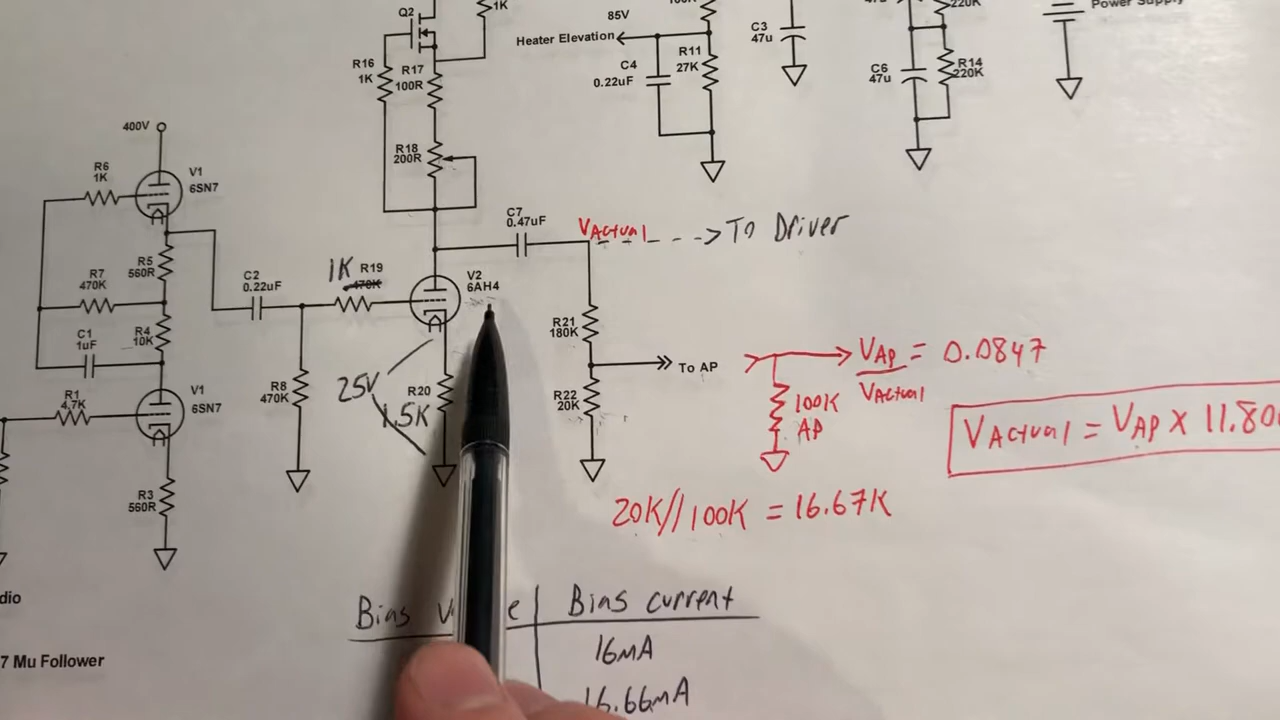 Q2
1K
85V
Heater Elevation
R16
1K
R17
100R
C4
0.22uF
R11
27K
C3
47u
C6
47u
220K
R14
220K
Power Supply
400V
R6
1K
V1
6SN7
R18
200R
C7
0.47uF
VActual
To Driver
R5
560R
R7
470K
C2
0.22uF
1K R19
470K
V2
6AH4
C1
1uF
R4
10K
R21
180K
To AP
VAP = 0.0847
VActual
R1
4.7K
V1
6SN7
R8
470K
25V
R20
1.5K
R22
20K
100K
AP
VActual = VAP X 11.80
R3
560R
20K//100K = 16.67K
dio
Bias V
e
Bias current
16mA
16.66mA
7 Mu Follower